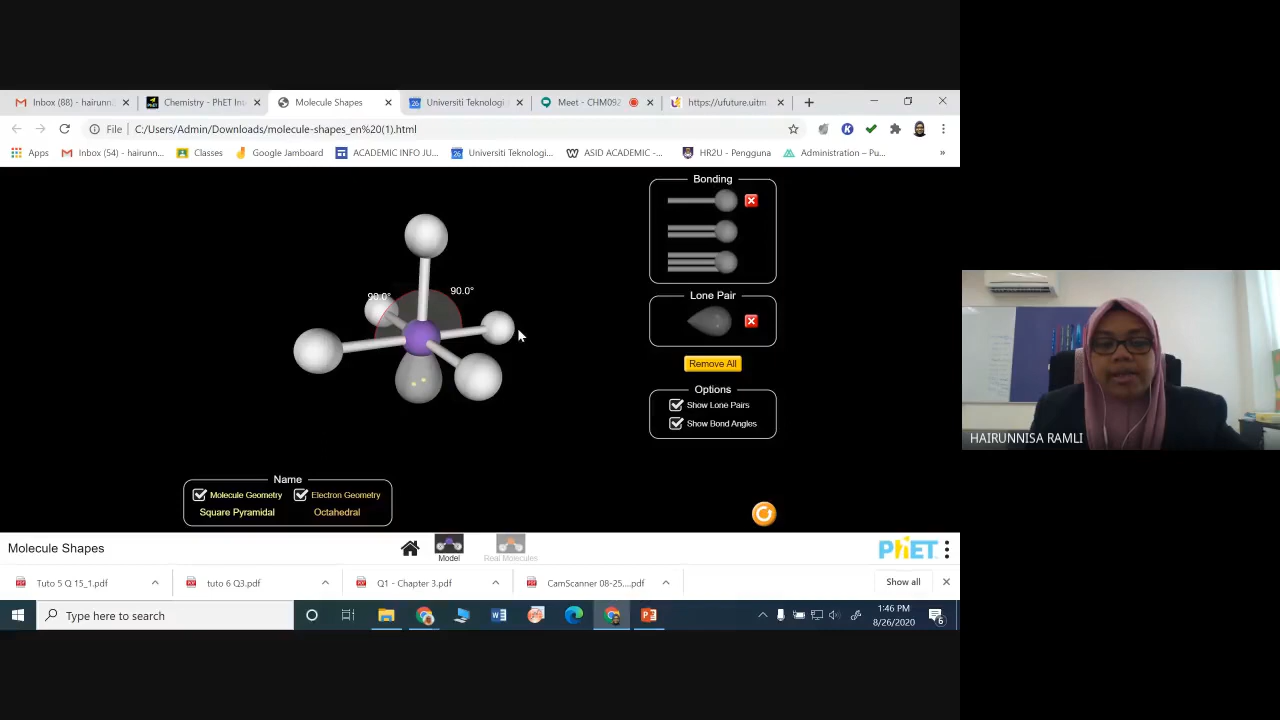 Inbox (88) - hairunn
Chemistry - PhET In
Molecule Shapes
Universiti Teknologi
Meet - CHM092
https://ufuture.uitm
File
C:/Users/Admin/Downloads/molecule-shapes_en%20(1).html
Apps
Inbox (54) - hairunn...
Classes
Google Jamboard
ACADEMIC INFO JU...
Universiti Teknologi...
ASID ACADEMIC -...
HR2U - Pengguna
Administration – Pu...
»
Bonding
90.0°
90.0°
Lone Pair
Remove All
Options
Show Lone Pairs
Show Bond Angles
HAIRUNNISA RAMLI
Name
Molecule Geometry
Electron Geometry
Square Pyramidal
Octahedral
Molecule Shapes
Model
Real Molecules
PhET
Tuto 5 Q 15_1.pdf
tuto 6 Q3.pdf
Q1 - Chapter 3.pdf
CamScanner 08-25....pdf
Show all
Type here to search
1:46 PM
8/26/2020
6